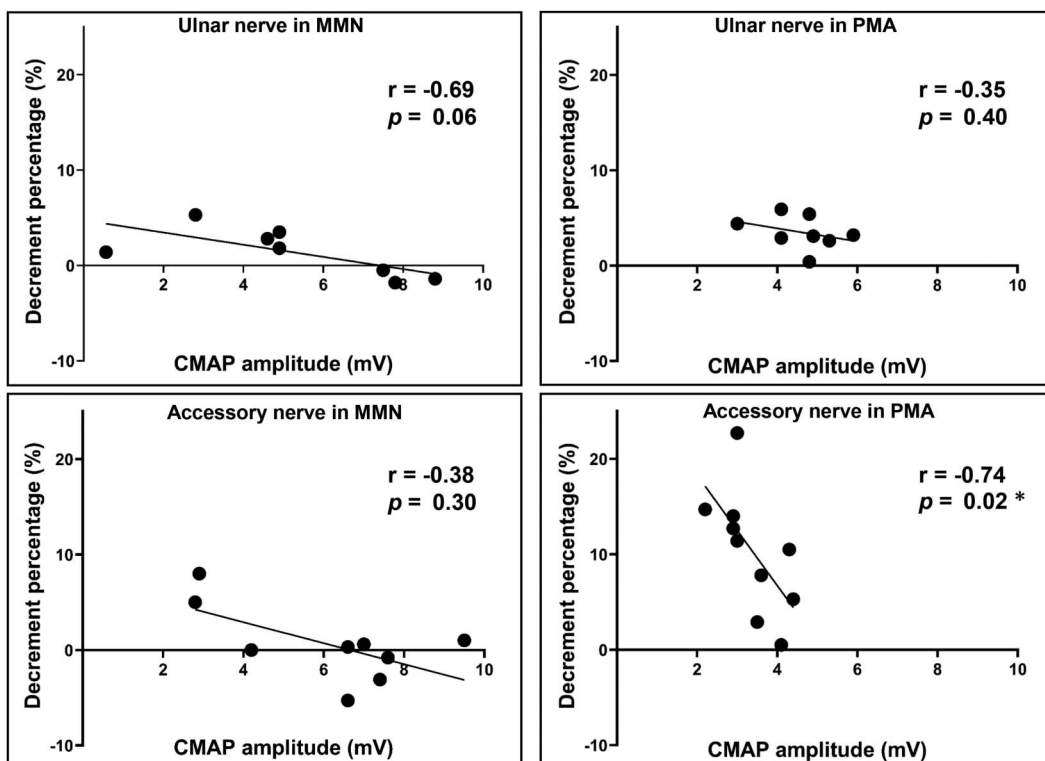 Ulnar nerve in MMN
Decrement percentage (%)
20
10
0
-10
r = -0.69
p = 0.06
2
4
6
8
10
CMAP amplitude (mV)
Ulnar nerve in PMA
Decrement percentage (%)
20
10
0
-10
r = -0.35
p = 0.40
2
4
6
8
10
CMAP amplitude (mV)
Accessory nerve in MMN
Decrement percentage (%)
20
10
0
-10
r = -0.38
p = 0.30
2
4
6
8
10
CMAP amplitude (mV)
Accessory nerve in PMA
Decrement percentage (%)
20
10
0
-10
r = -0.74
p = 0.02 *
2
4
6
8
10
CMAP amplitude (mV)